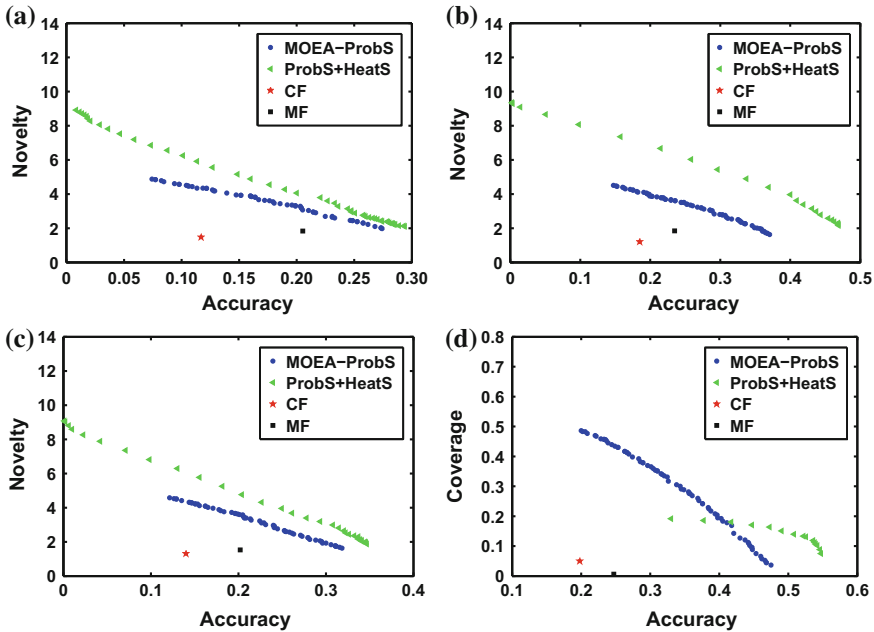 (a)
14
12
10
8
6
4
2
0
Novelty
0
0.05
0.10
0.15
0.20
0.25
0.30
Accuracy
MOEA−ProbS
ProbS+HeatS
CF
MF
(b)
14
12
10
8
6
4
2
0
Novelty
0
0.1
0.2
0.3
0.4
0.5
Accuracy
MOEA−ProbS
ProbS+HeatS
CF
MF
(c)
14
12
10
8
6
4
2
0
Novelty
0
0.1
0.2
0.3
0.4
Accuracy
MOEA−ProbS
ProbS+HeatS
CF
MF
(d)
0.8
0.7
0.6
0.5
0.4
0.3
0.2
0.1
0
Coverage
0.1
0.2
0.3
0.4
0.5
0.6
Accuracy
MOEA−ProbS
ProbS+HeatS
CF
MF